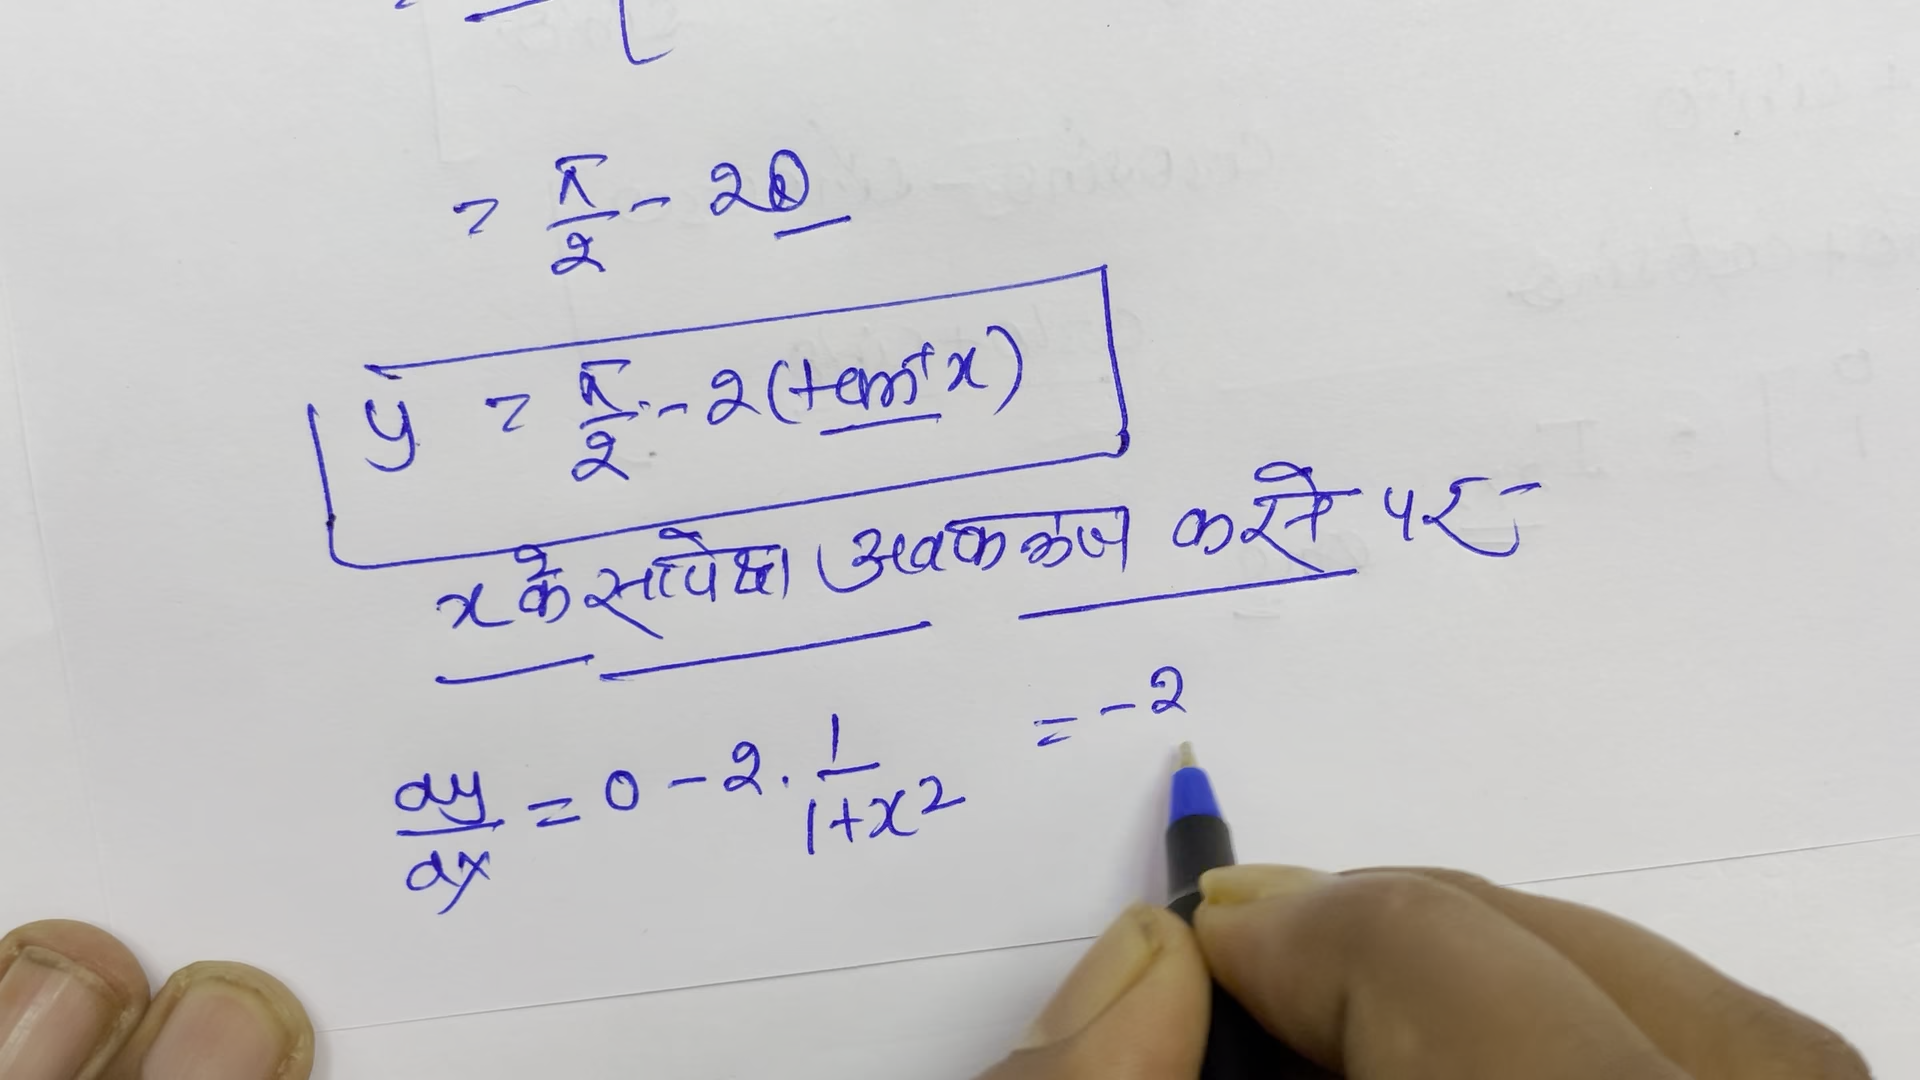 = π/2 - 2θ
y = π/2 - 2(tan⁻¹x)
x के सापेक्ष अवकलन करने पर -
dy/dx = 0 - 2 · 1/(1+x²) = -2